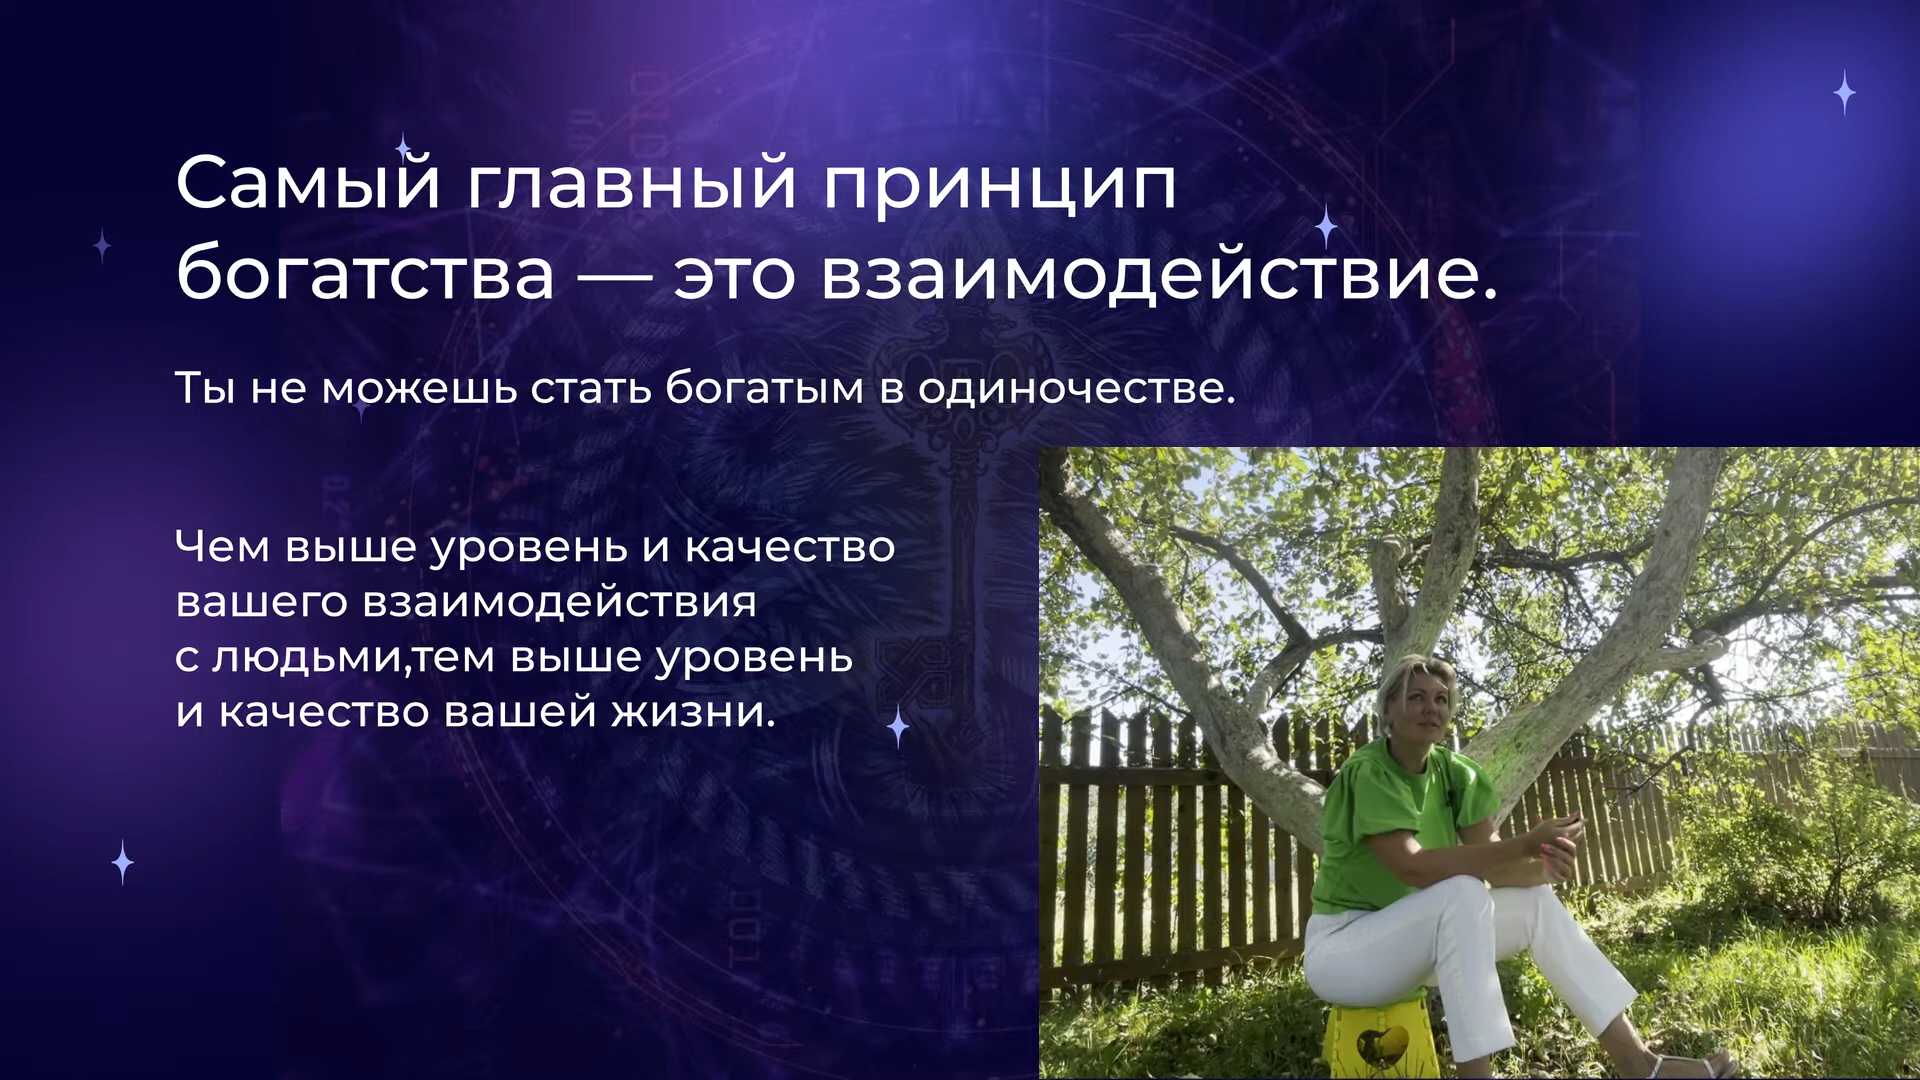 Самый главный принцип
богатства — это взаимодействие.
Ты не можешь стать богатым в одиночестве.
Чем выше уровень и качество
вашего взаимодействия
с людьми,тем выше уровень
и качество вашей жизни.